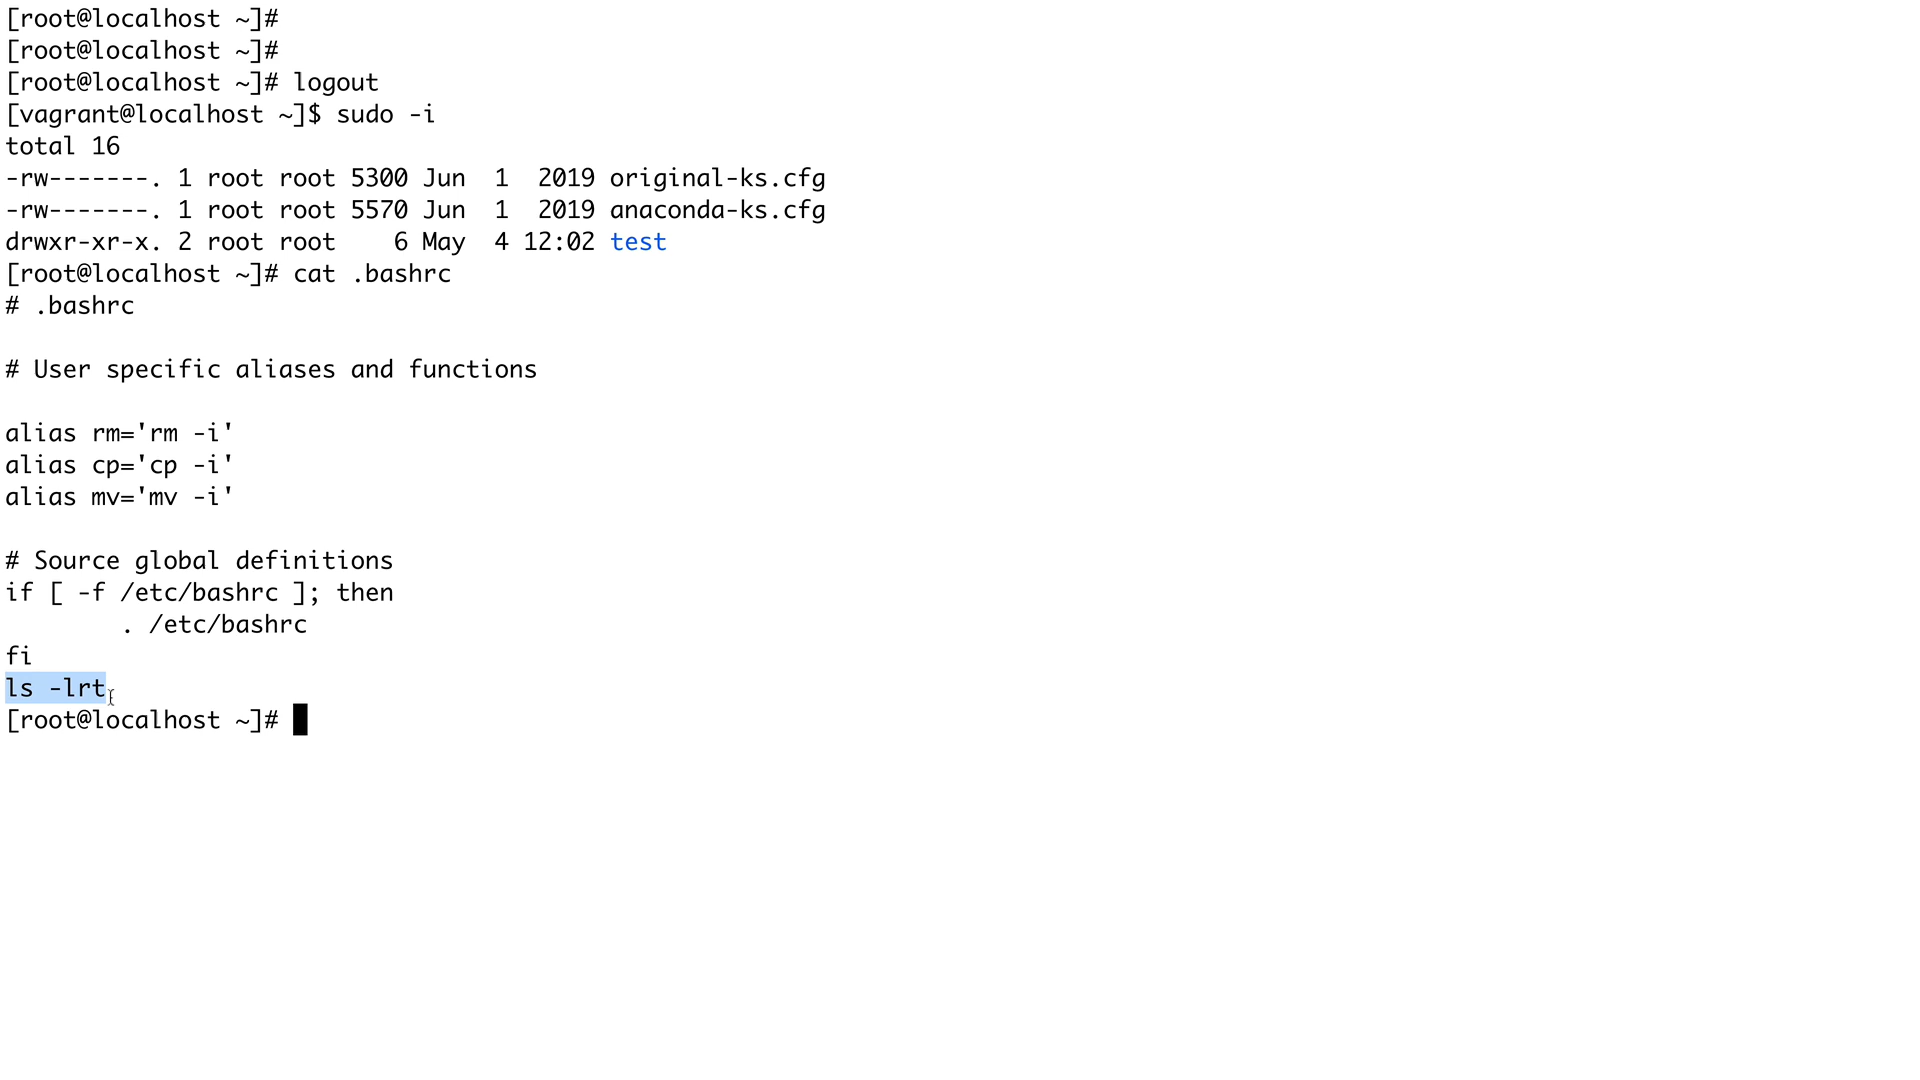 [root@localhost ~]#
[root@localhost ~]#
[root@localhost ~]# logout
[vagrant@localhost ~]$ sudo -i
total 16
-rw-------. 1 root root 5300 Jun  1  2019 original-ks.cfg
-rw-------. 1 root root 5570 Jun  1  2019 anaconda-ks.cfg
drwxr-xr-x. 2 root root    6 May  4 12:02 test
[root@localhost ~]# cat .bashrc
# .bashrc

# User specific aliases and functions

alias rm='rm -i'
alias cp='cp -i'
alias mv='mv -i'

# Source global definitions
if [ -f /etc/bashrc ]; then
        . /etc/bashrc
fi
ls -lrt
[root@localhost ~]#